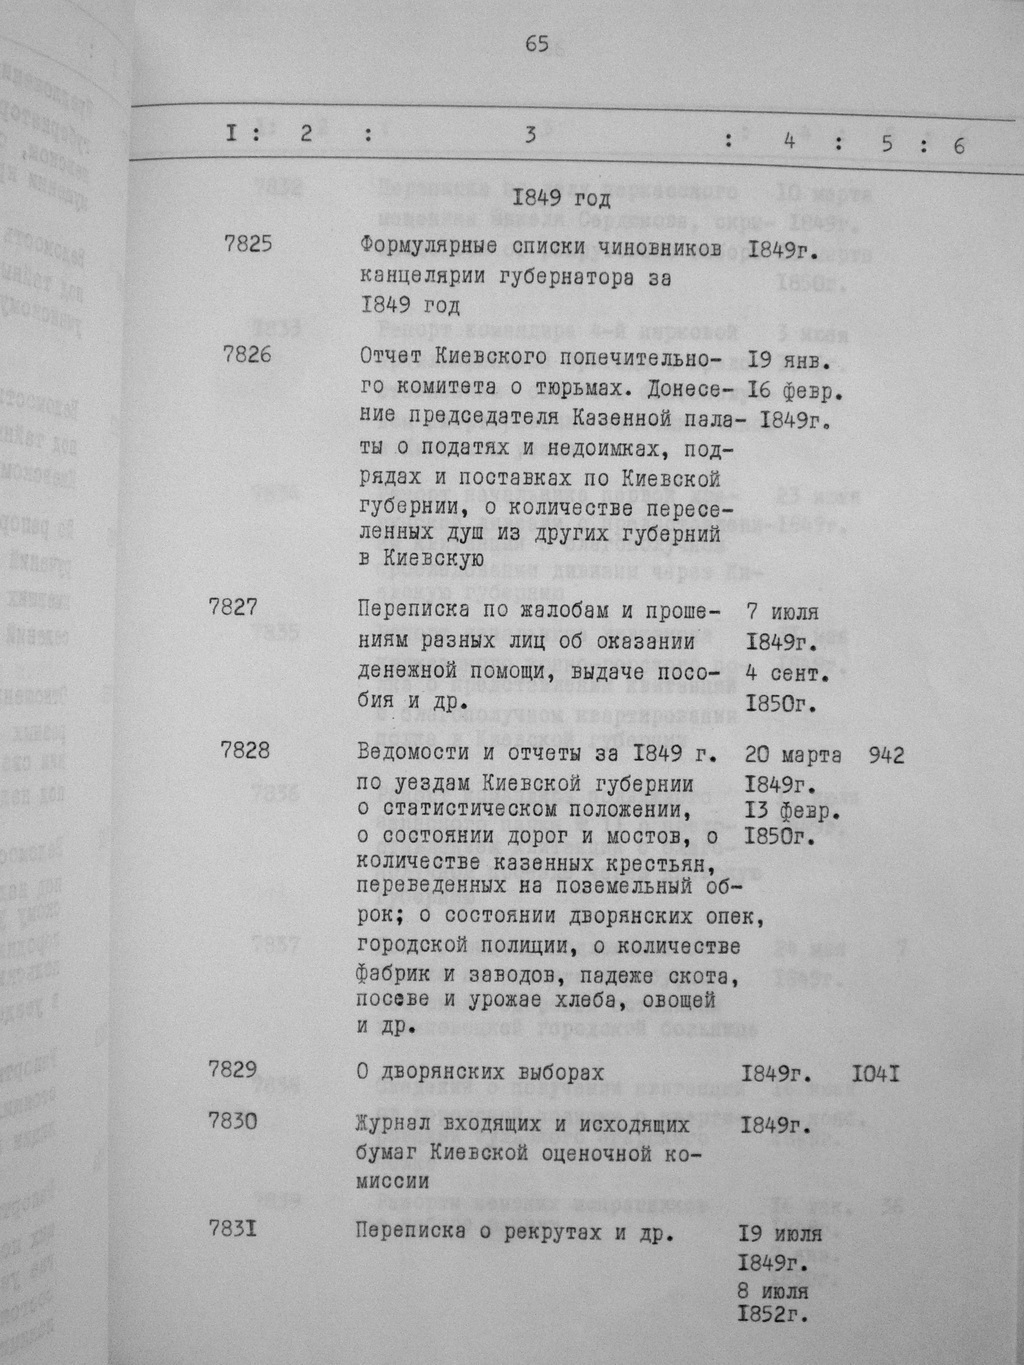 65
I : 2 : 3 : 4 : 5 : 6
I849 год
7825 Формулярные списки чиновников I849г.
канцелярии губернатора за
I849 год
7826 Отчет Киевского попечительно- I9 янв.
го комитета о тюрьмах. Донесе- I6 февр.
ние председателя Казенной пала- I849г.
ты о податях и недоимках, под-
рядах и поставках по Киевской
губернии, о количестве пересе-
ленных душ из других губерний
в Киевскую
7827 Переписка по жалобам и проше- 7 июля
ниям разных лиц об оказании I849г.
денежной помощи, выдаче посо- 4 сент.
бия и др. I850г.
7828 Ведомости и отчеты за I849 г. 20 марта 942
по уездам Киевской губернии I849г.
о статистическом положении, I3 февр.
о состоянии дорог и мостов, о I850г.
количестве казенных крестьян,
переведенных на поземельный об-
рок; о состоянии дворянских опек,
городской полиции, о количестве
фабрик и заводов, падеже скота,
посеве и урожае хлеба, овощей
и др.
7829 О дворянских выборах I849г. I04I
7830 Журнал входящих и исходящих I849г.
бумаг Киевской оценочной ко-
миссии
783I Переписка о рекрутах и др. I9 июля
I849г.
8 июля
I852г.